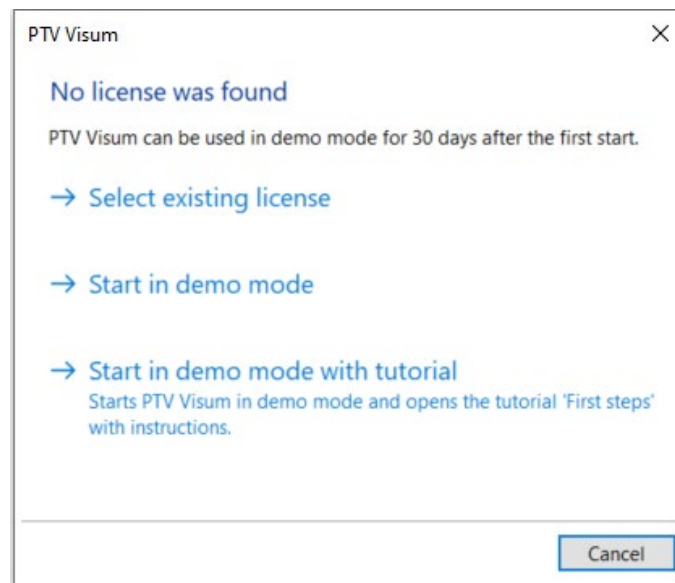 PTV Visum
No license was found
PTV Visum can be used in demo mode for 30 days after the first start.
Select existing license
Start in demo mode
Start in demo mode with tutorial
Starts PTV Visum in demo mode and opens the tutorial 'First steps'
with instructions.
Cancel